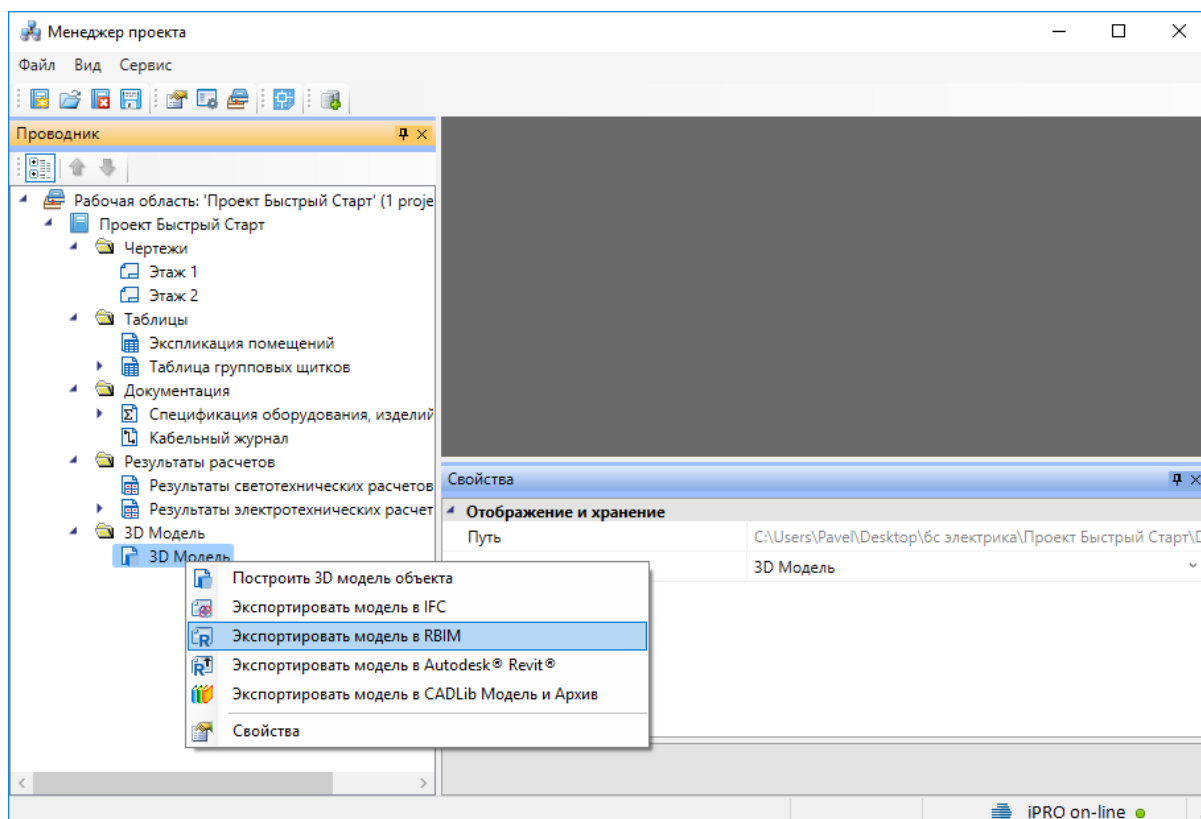 Менеджер проекта
Файл Вид Сервис
Проводник
Рабочая область: 'Проект Быстрый Старт' (1 proje
Проект Быстрый Старт
Чертежи
Этаж 1
Этаж 2
Таблицы
Экспликация помещений
Таблица групповых щитков
Документация
Спецификация оборудования, изделий
Кабельный журнал
Результаты расчетов
Результаты светотехнических расчетов
Результаты электротехнических расчет
3D Модель
3D Модель
Построить 3D модель объекта
Экспортировать модель в IFC
Экспортировать модель в RBIM
Экспортировать модель в Autodesk® Revit®
Экспортировать модель в CADLib Модель и Архив
Свойства
Свойства
Отображение и хранение
Путь C:\Users\Pavel\Desktop\бс электрика\Проект Быстрый Старт\D
3D Модель
iPRO on-line